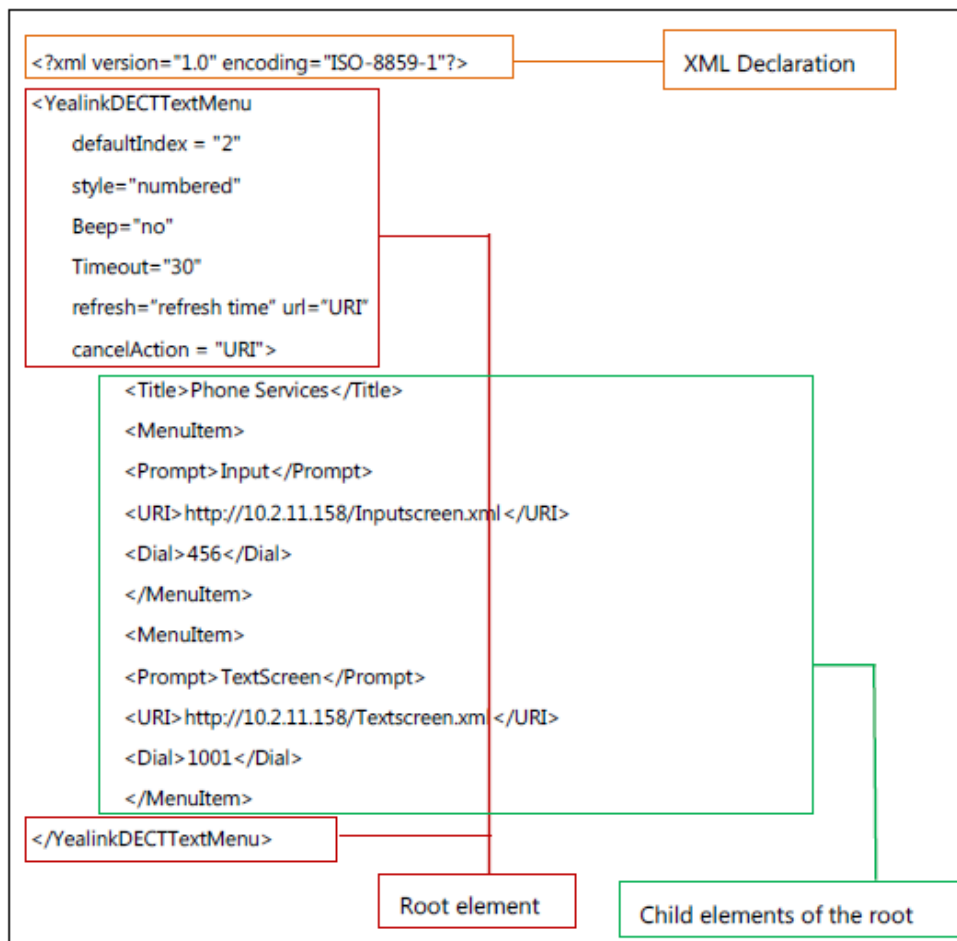 <?xml version="1.0" encoding="ISO-8859-1"?>
XML Declaration
<YealinkDECTTextMenu
defaultIndex = "2"
style="numbered"
Beep="no"
Timeout="30"
refresh="refresh time" url="URI"
cancelAction = "URI">
<Title>Phone Services</Title>
<MenuItem>
<Prompt>Input</Prompt>
<URI>http://10.2.11.158/Inputscreen.xml</URI>
<Dial>456</Dial>
</MenuItem>
<MenuItem>
<Prompt>TextScreen</Prompt>
<URI>http://10.2.11.158/Textscreen.xml</URI>
<Dial>1001</Dial>
</MenuItem>
</YealinkDECTTextMenu>
Root element
Child elements of the root